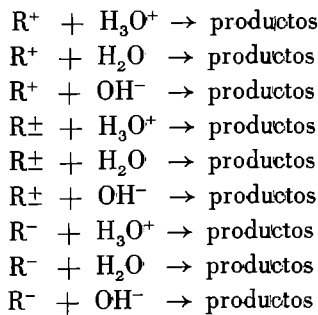 R⁺ + H₃O⁺ → productos
R⁺ + H₂O → productos
R⁺ + OH⁻ → productos
R± + H₃O⁺ → productos
R± + H₂O → productos
R± + OH⁻ → productos
R⁻ + H₃O⁺ → productos
R⁻ + H₂O → productos
R⁻ + OH⁻ → productos